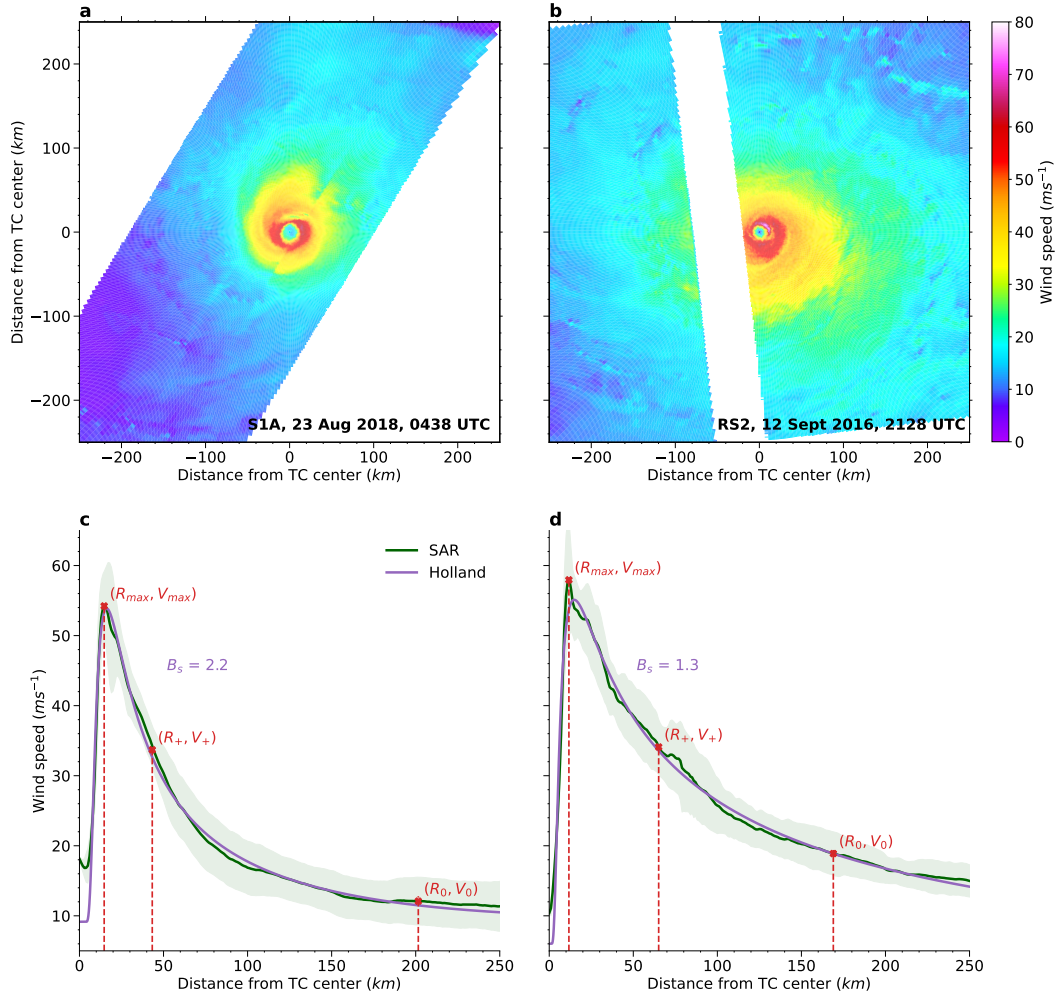 a
b
200
100
0
−100
−200
Distance from TC center (km)
−200
−100
0
100
200
Distance from TC center (km)
S1A, 23 Aug 2018, 0438 UTC
−200
−100
0
100
200
Distance from TC center (km)
RS2, 12 Sept 2016, 2128 UTC
80
70
60
50
40
30
20
10
0
Wind speed (ms⁻¹)
c
60
50
40
30
20
10
Wind speed (ms⁻¹)
SAR
Holland
(Rmax, Vmax)
Bs = 2.2
(R+, V+)
(R0, V0)
0
50
100
150
200
250
Distance from TC center (km)
d
(Rmax, Vmax)
Bs = 1.3
(R+, V+)
(R0, V0)
0
50
100
150
200
250
Distance from TC center (km)